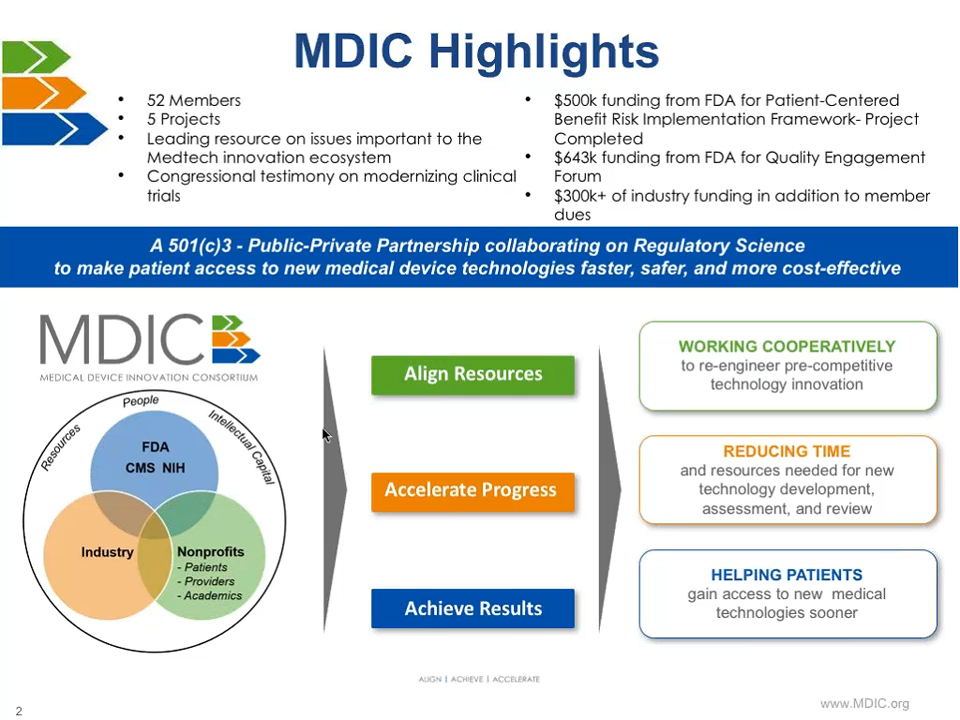 MDIC Highlights
• 52 Members
• 5 Projects
• Leading resource on issues important to the
Medtech innovation ecosystem
• Congressional testimony on modernizing clinical
trials
• $500k funding from FDA for Patient-Centered
Benefit Risk Implementation Framework- Project
Completed
• $643k funding from FDA for Quality Engagement
Forum
• $300k+ of industry funding in addition to member
dues
A 501(c)3 - Public-Private Partnership collaborating on Regulatory Science
to make patient access to new medical device technologies faster, safer, and more cost-effective
MDIC
MEDICAL DEVICE INNOVATION CONSORTIUM
Resources
People
Intellectual Capital
FDA
CMS NIH
Industry
Nonprofits
- Patients
- Providers
- Academics
Align Resources
Accelerate Progress
Achieve Results
WORKING COOPERATIVELY
to re-engineer pre-competitive
technology innovation
REDUCING TIME
and resources needed for new
technology development,
assessment, and review
HELPING PATIENTS
gain access to new medical
technologies sooner
ALIGN | ACHIEVE | ACCELERATE
2
www.MDIC.org